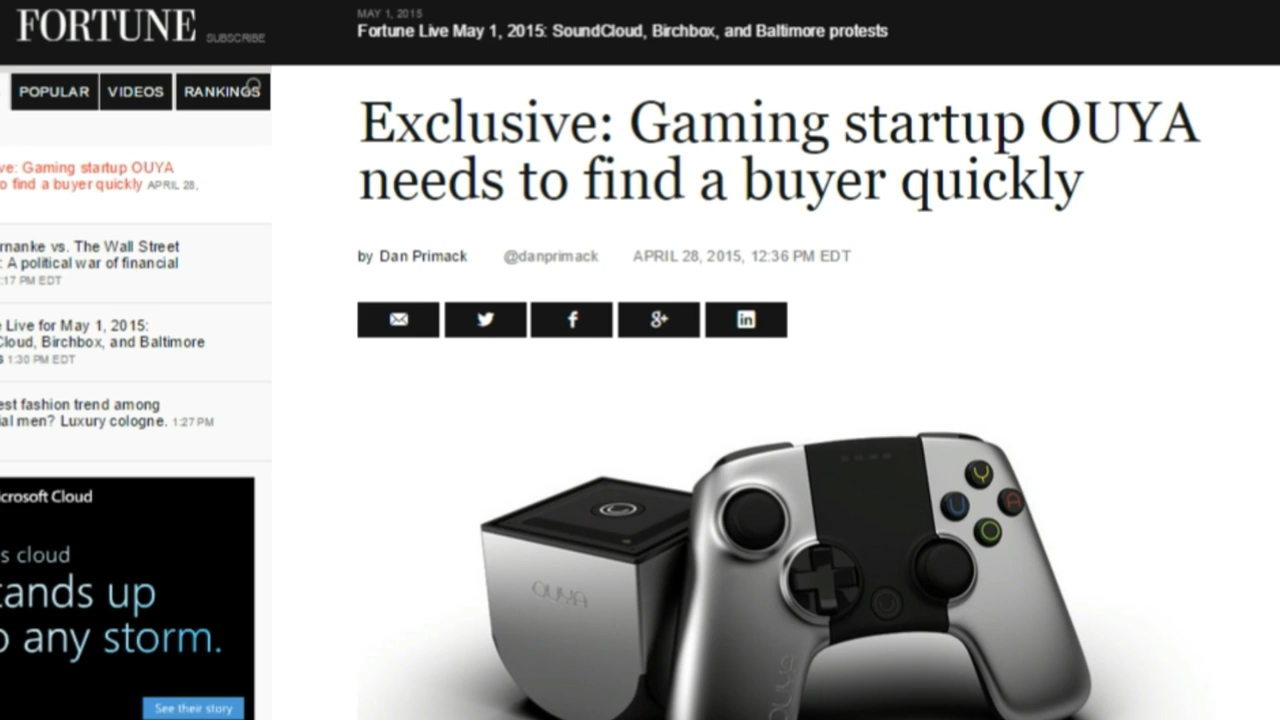 FORTUNE SUBSCRIBE
MAY 1, 2015
Fortune Live May 1, 2015: SoundCloud, Birchbox, and Baltimore protests
POPULAR VIDEOS RANKINGS
ve: Gaming startup OUYA
o find a buyer quickly APRIL 28,
rnanke vs. The Wall Street
: A political war of financial
:17 PM EDT
e Live for May 1, 2015:
Cloud, Birchbox, and Baltimore
s 1:30 PM EDT
est fashion trend among
ial men? Luxury cologne. 1:27 PM
icrosoft Cloud
s cloud
tands up
o any storm.
See their story
Exclusive: Gaming startup OUYA
needs to find a buyer quickly
by Dan Primack @danprimack APRIL 28, 2015, 12:36 PM EDT
f g+ in
OUYA
Y
U A
O
OUYA